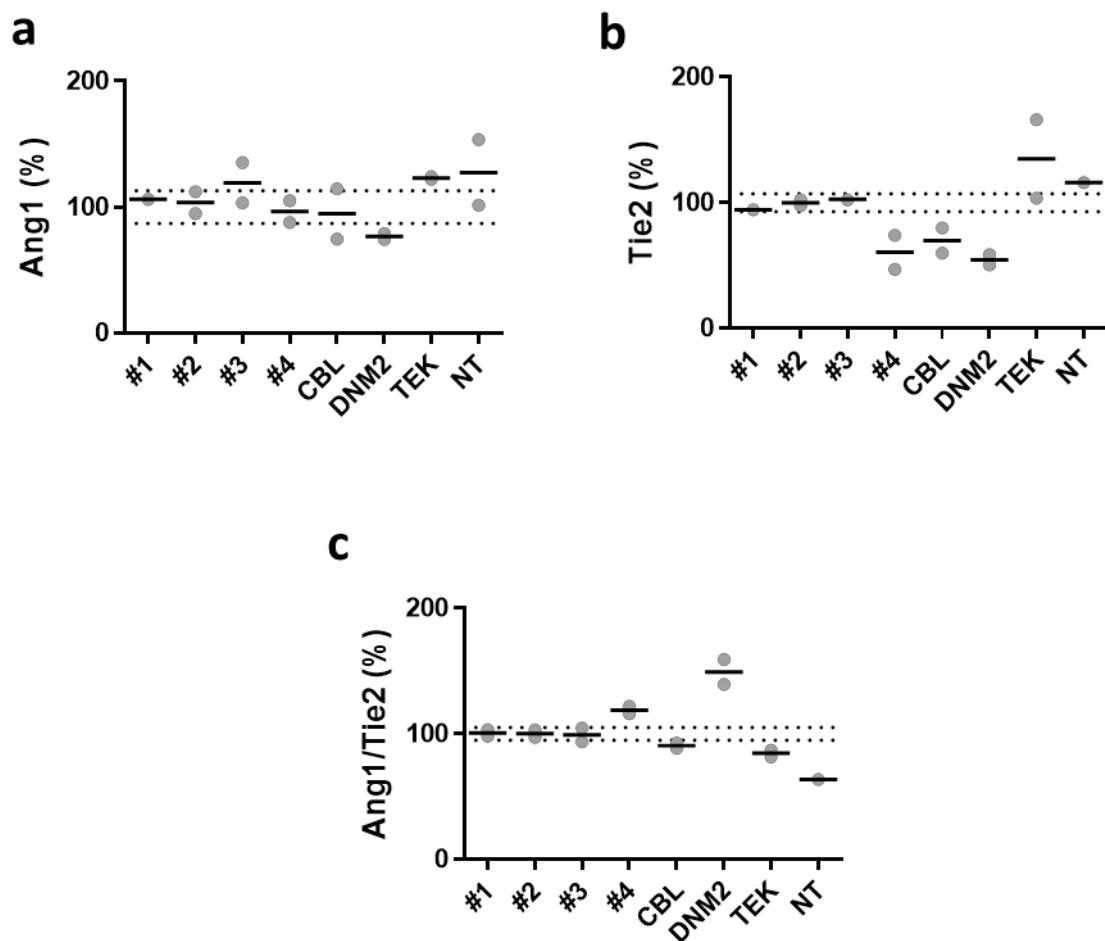 a
Ang1 (%)
200
100
0
#1 #2 #3 #4 CBL DNM2 TEK NT
b
Tie2 (%)
200
100
0
#1 #2 #3 #4 CBL DNM2 TEK NT
c
Ang1/Tie2 (%)
200
100
0
#1 #2 #3 #4 CBL DNM2 TEK NT